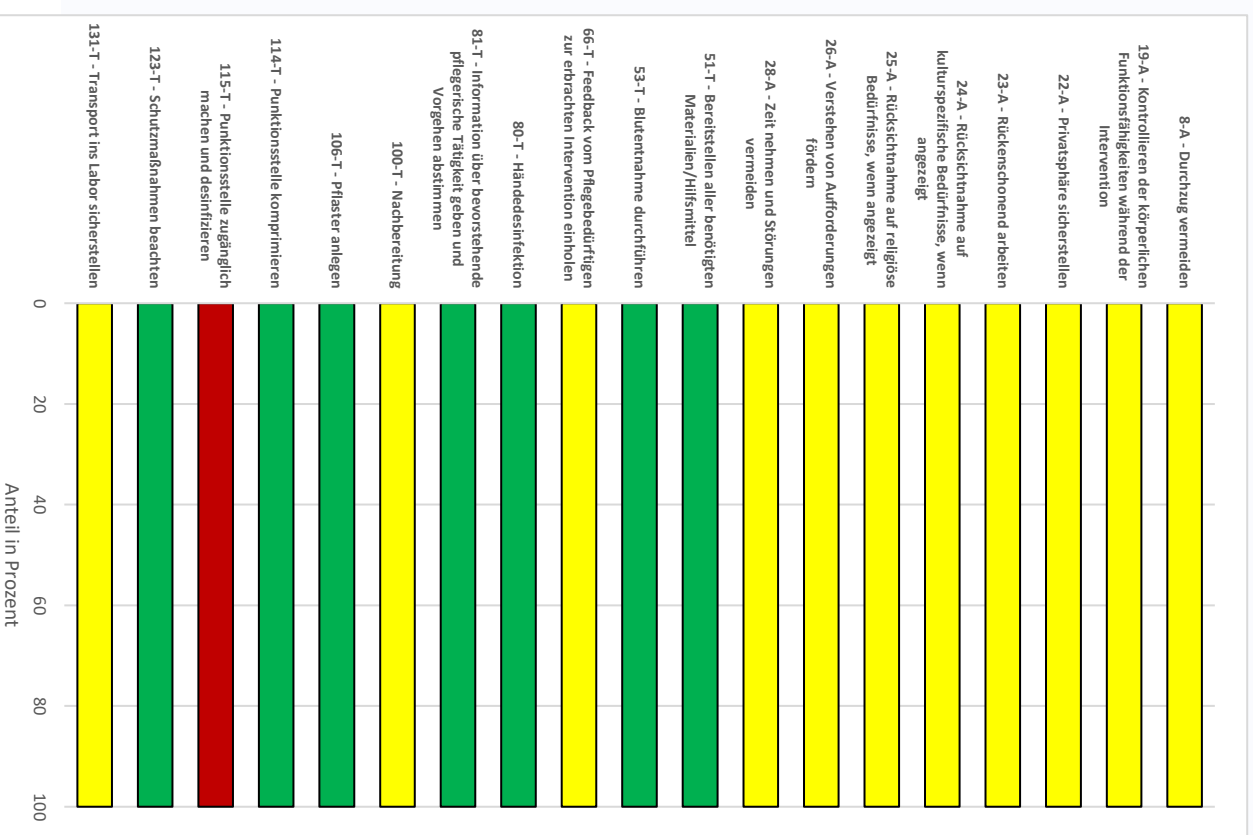 8-A - Durchzug vermeiden
19-A - Kontrollieren der körperlichen
Funktionsfähigkeiten während der
Intervention
22-A - Privatsphäre sicherstellen
23-A - Rückenschonend arbeiten
24-A - Rücksichtnahme auf
kulturspezifische Bedürfnisse, wenn
angezeigt
25-A - Rücksichtnahme auf religiöse
Bedürfnisse, wenn angezeigt
26-A - Verstehen von Aufforderungen
fördern
28-A - Zeit nehmen und Störungen
vermeiden
51-T - Bereitstellen aller benötigten
Materialien/Hilfsmittel
53-T - Blutentnahme durchführen
66-T - Feedback vom Pflegebedürftigen
zur erbrachten Intervention einholen
80-T - Händedesinfektion
81-T - Information über bevorstehende
pflegerische Tätigkeit geben und
Vorgehen abstimmen
100-T - Nachbereitung
106-T - Pflaster anlegen
114-T - Punktionsstelle komprimieren
115-T - Punktionsstelle zugänglich
machen und desinfizieren
123-T - Schutzmaßnahmen beachten
131-T - Transport ins Labor sicherstellen
0
20
40
60
80
100
Anteil in Prozent